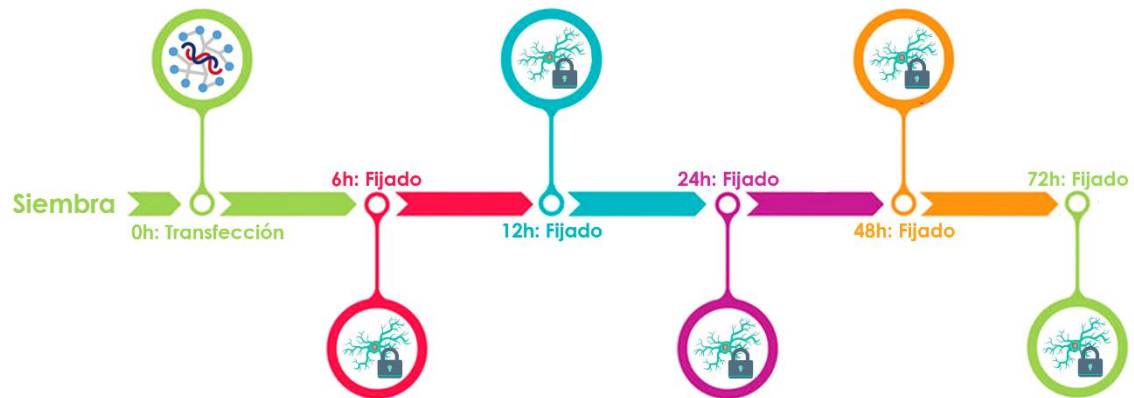 Siembra
0h: Transfección
6h: Fijado
12h: Fijado
24h: Fijado
48h: Fijado
72h: Fijado